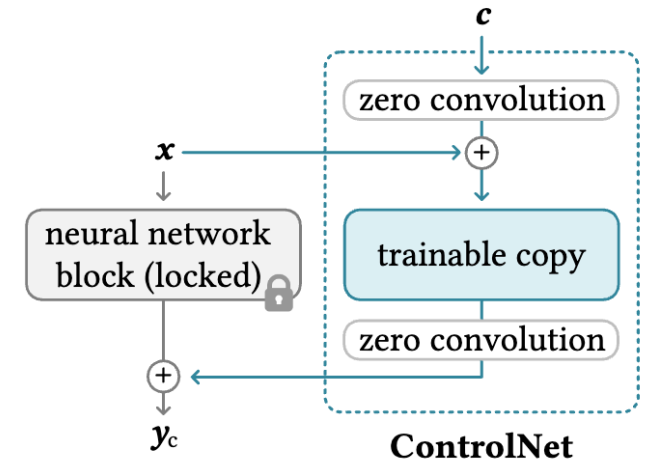 c
zero convolution
x
+
neural network
block (locked)
trainable copy
zero convolution
+
yc
ControlNet